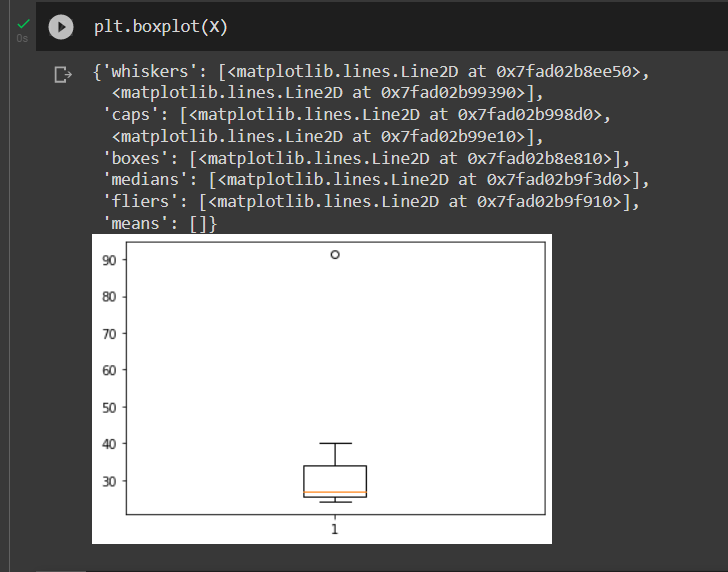 plt.boxplot(X)
0s
{'whiskers': [<matplotlib.lines.Line2D at 0x7fad02b8ee50>,
<matplotlib.lines.Line2D at 0x7fad02b99390>],
'caps': [<matplotlib.lines.Line2D at 0x7fad02b998d0>,
<matplotlib.lines.Line2D at 0x7fad02b99e10>],
'boxes': [<matplotlib.lines.Line2D at 0x7fad02b8e810>],
'medians': [<matplotlib.lines.Line2D at 0x7fad02b9f3d0>],
'fliers': [<matplotlib.lines.Line2D at 0x7fad02b9f910>],
'means': []}
90
80
70
60
50
40
30
1